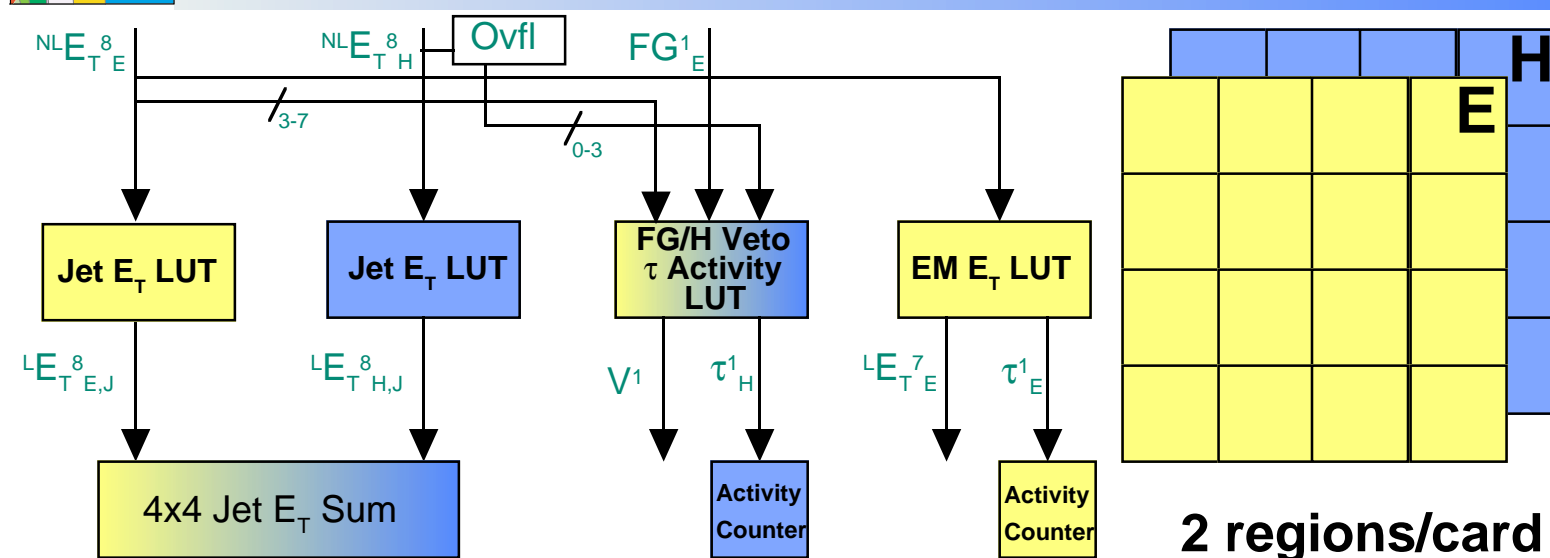 NLET8E
NLET8H
Ovfl
FG1E
H
E
3-7
0-3
Jet ET LUT
Jet ET LUT
FG/H Veto
τ Activity
LUT
EM ET LUT
LET8E,J
LET8H,J
V1
τ1H
LET7E
τ1E
4x4 Jet ET Sum
Activity
Counter
Activity
Counter
2 regions/card